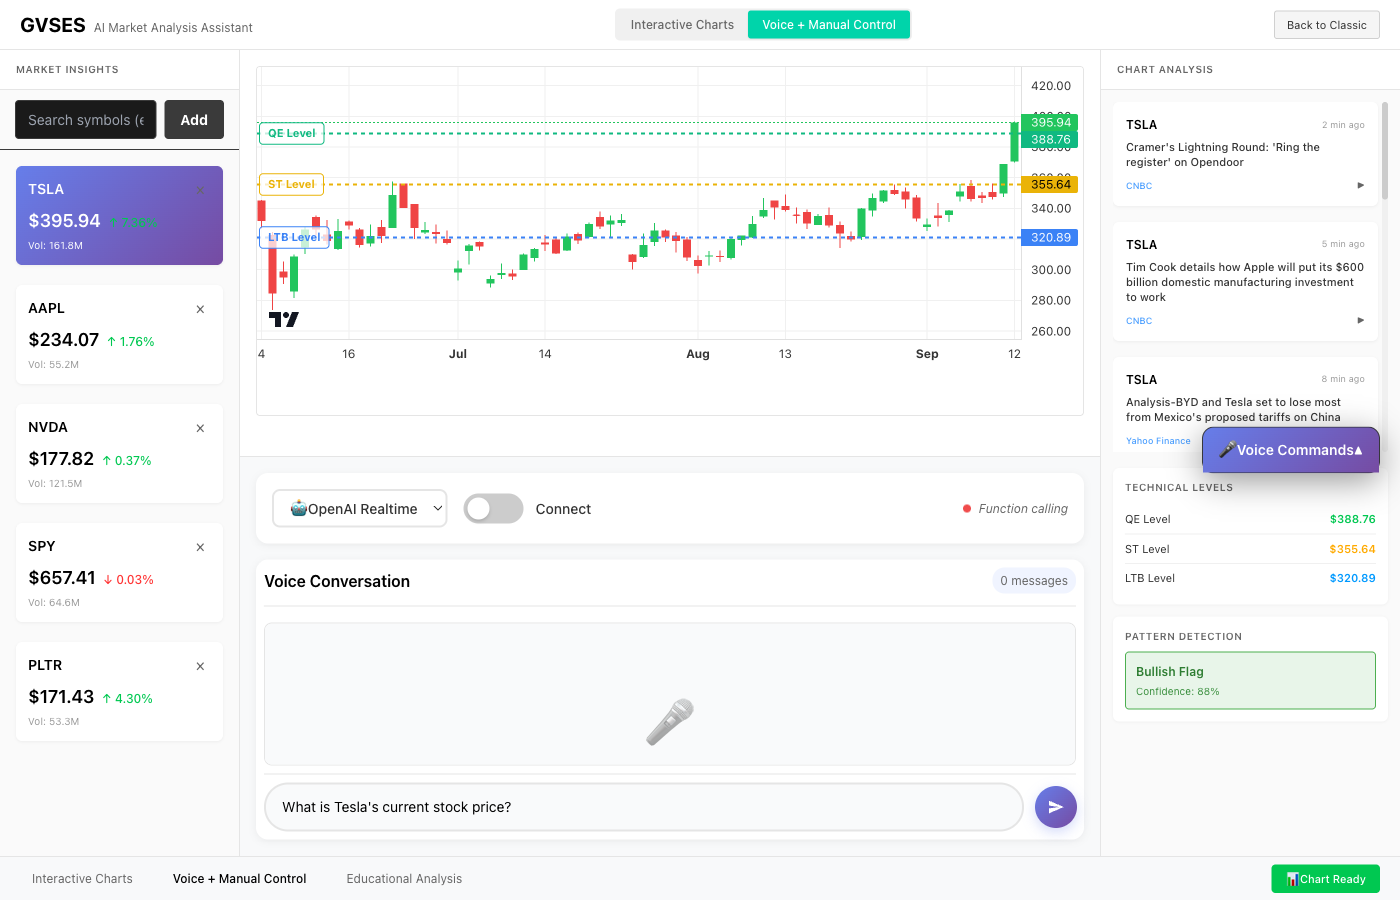 GVSES AI Market Analysis Assistant
Interactive Charts
Voice + Manual Control
Back to Classic
MARKET INSIGHTS
Search symbols (e
Add
TSLA
$395.94 ↑ 7.36%
Vol: 161.8M
AAPL ×
$234.07 ↑ 1.76%
Vol: 55.2M
NVDA ×
$177.82 ↑ 0.37%
Vol: 121.5M
SPY ×
$657.41 ↓ 0.03%
Vol: 64.6M
PLTR ×
$171.43 ↑ 4.30%
Vol: 53.3M
QE Level
ST Level
LTB Level
420.00
395.94
388.76
355.64
340.00
320.89
300.00
280.00
260.00
4 16 Jul 14 Aug 13 Sep 12
🤖OpenAI Realtime
Connect
Function calling
Voice Conversation
0 messages
What is Tesla's current stock price?
CHART ANALYSIS
TSLA 2 min ago
Cramer's Lightning Round: 'Ring the
register' on Opendoor
CNBC ▶
TSLA 5 min ago
Tim Cook details how Apple will put its $600
billion domestic manufacturing investment
to work
CNBC ▶
TSLA 8 min ago
Analysis-BYD and Tesla set to lose most
from Mexico's proposed tariffs on China
Yahoo Finance
🎤Voice Commands▲
TECHNICAL LEVELS
QE Level $388.76
ST Level $355.64
LTB Level $320.89
PATTERN DETECTION
Bullish Flag
Confidence: 88%
Interactive Charts
Voice + Manual Control
Educational Analysis
📊Chart Ready